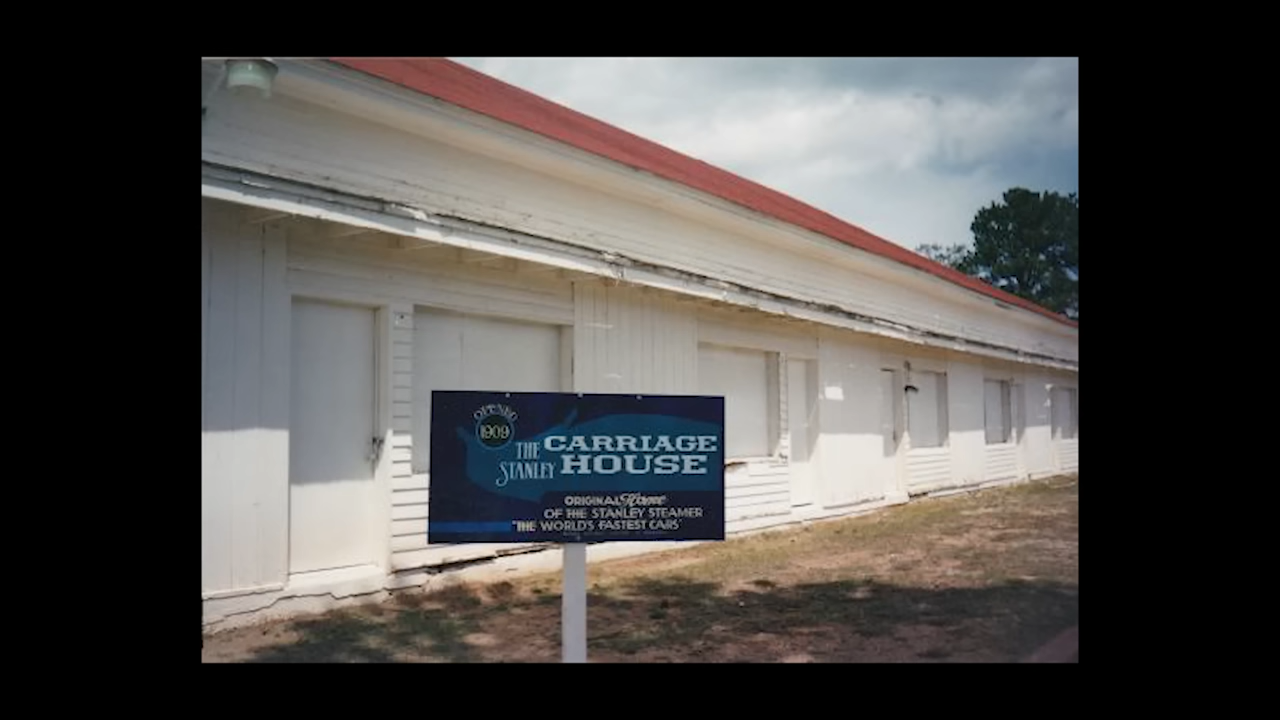 OPENED
1909
THE STANLEY
CARRIAGE HOUSE
ORIGINAL Home
OF THE STANLEY STEAMER
"THE WORLD'S FASTEST CARS"